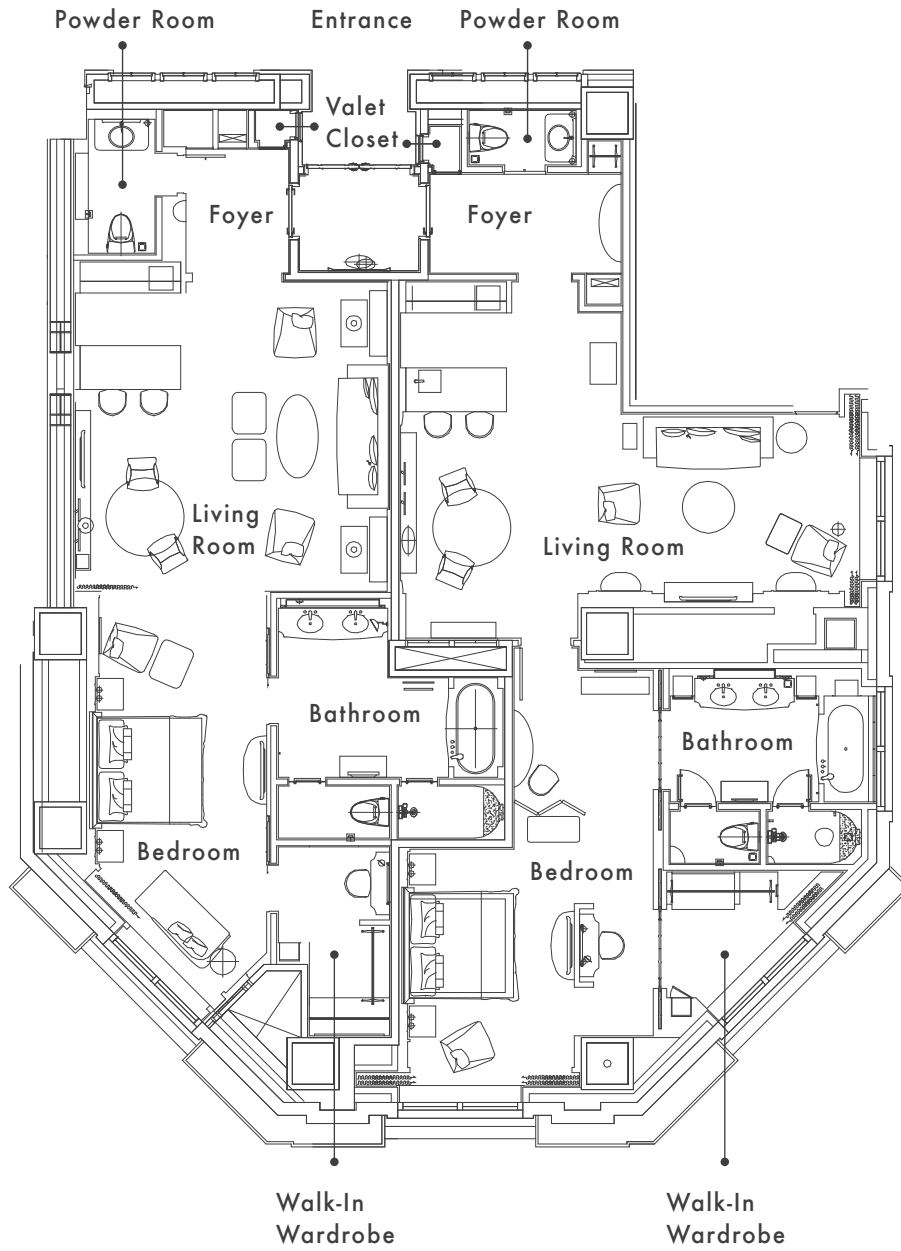 Powder Room
Entrance
Powder Room
Valet
Closet
Foyer
Foyer
Living
Room
Living Room
Bathroom
Bathroom
Bedroom
Bedroom
Walk-In
Wardrobe
Walk-In
Wardrobe